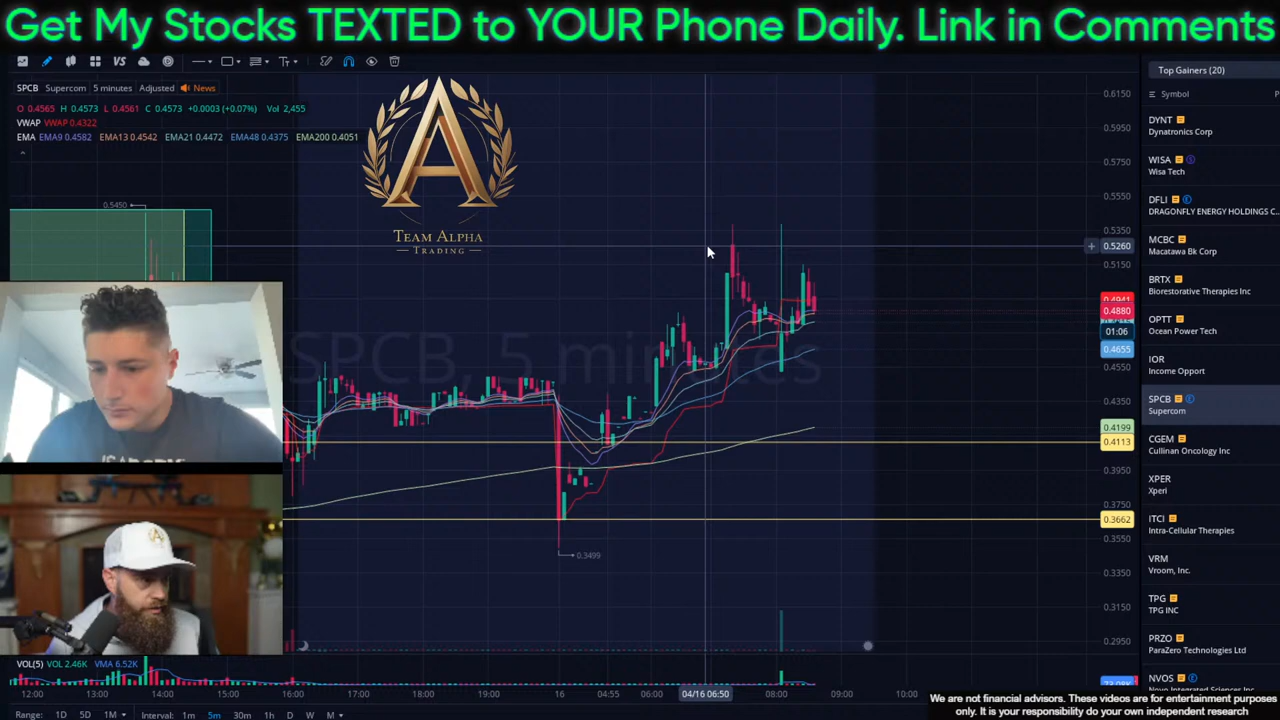 Get My Stocks TEXTED to YOUR Phone Daily. Link in Comments
VS
SPCB Supercom 5 minutes Adjusted News
O 0.4565 H 0.4573 L 0.4561 C 0.4573 +0.0003 (+0.07%) Vol 2,455
VWAP VWAP 0.4322
EMA EMA9 0.4582 EMA13 0.4542 EMA21 0.4472 EMA48 0.4375 EMA200 0.4051
A
TEAM ALPHA
TRADING
0.5450
SPCB, 5 minutes
0.3499
0.6150
0.5950
0.5750
0.5550
0.5350
0.5260
0.5150
0.4941
0.4880
01:06
0.4655
0.4550
0.4350
0.4199
0.4113
0.3950
0.3750
0.3662
0.3550
0.3350
0.3150
0.2950
Top Gainers (20)
Symbol
DYNT
Dynatronics Corp
WISA
Wisa Tech
DFLI
DRAGONFLY ENERGY HOLDINGS C
MCBC
Macatawa Bk Corp
BRTX
Biorestorative Therapies Inc
OPTT
Ocean Power Tech
IOR
Income Opport
SPCB
Supercom
CGEM
Cullinan Oncology Inc
XPER
Xperi
ITCI
Intra-Cellular Therapies
VRM
Vroom, Inc.
TPG
TPG INC
PRZO
ParaZero Technologies Ltd
NVOS
VOL(5) VOL 2.46K VMA 6.52K
12:00 13:00 14:00 15:00 16:00 17:00 18:00 19:00 16 04:55 06:00 04/16 06:50 08:00 09:00 10:00
Range: 1D 5D 1M Interval: 1m 5m 30m 1h D W M
We are not financial advisors. These videos are for entertainment purposes
only. It is your responsibility do your own independent research